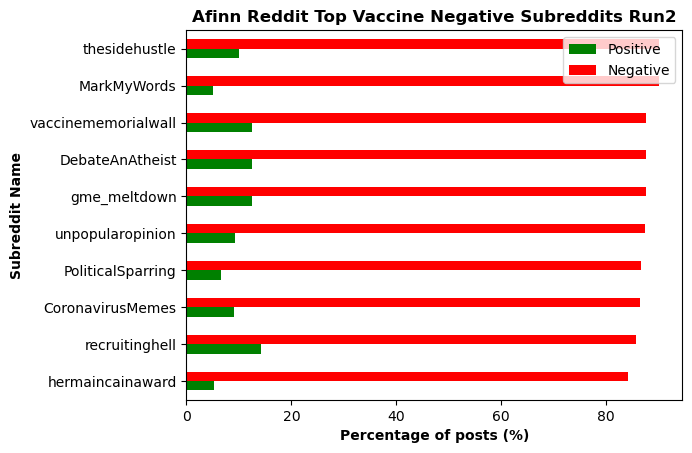 Afinn Reddit Top Vaccine Negative Subreddits Run2
Positive
Negative
thesidehustle
MarkMyWords
vaccinememorialwall
DebateAnAtheist
gme_meltdown
unpopularopinion
PoliticalSparring
CoronavirusMemes
recruitinghell
hermaincainaward
Subreddit Name
0 20 40 60 80
Percentage of posts (%)